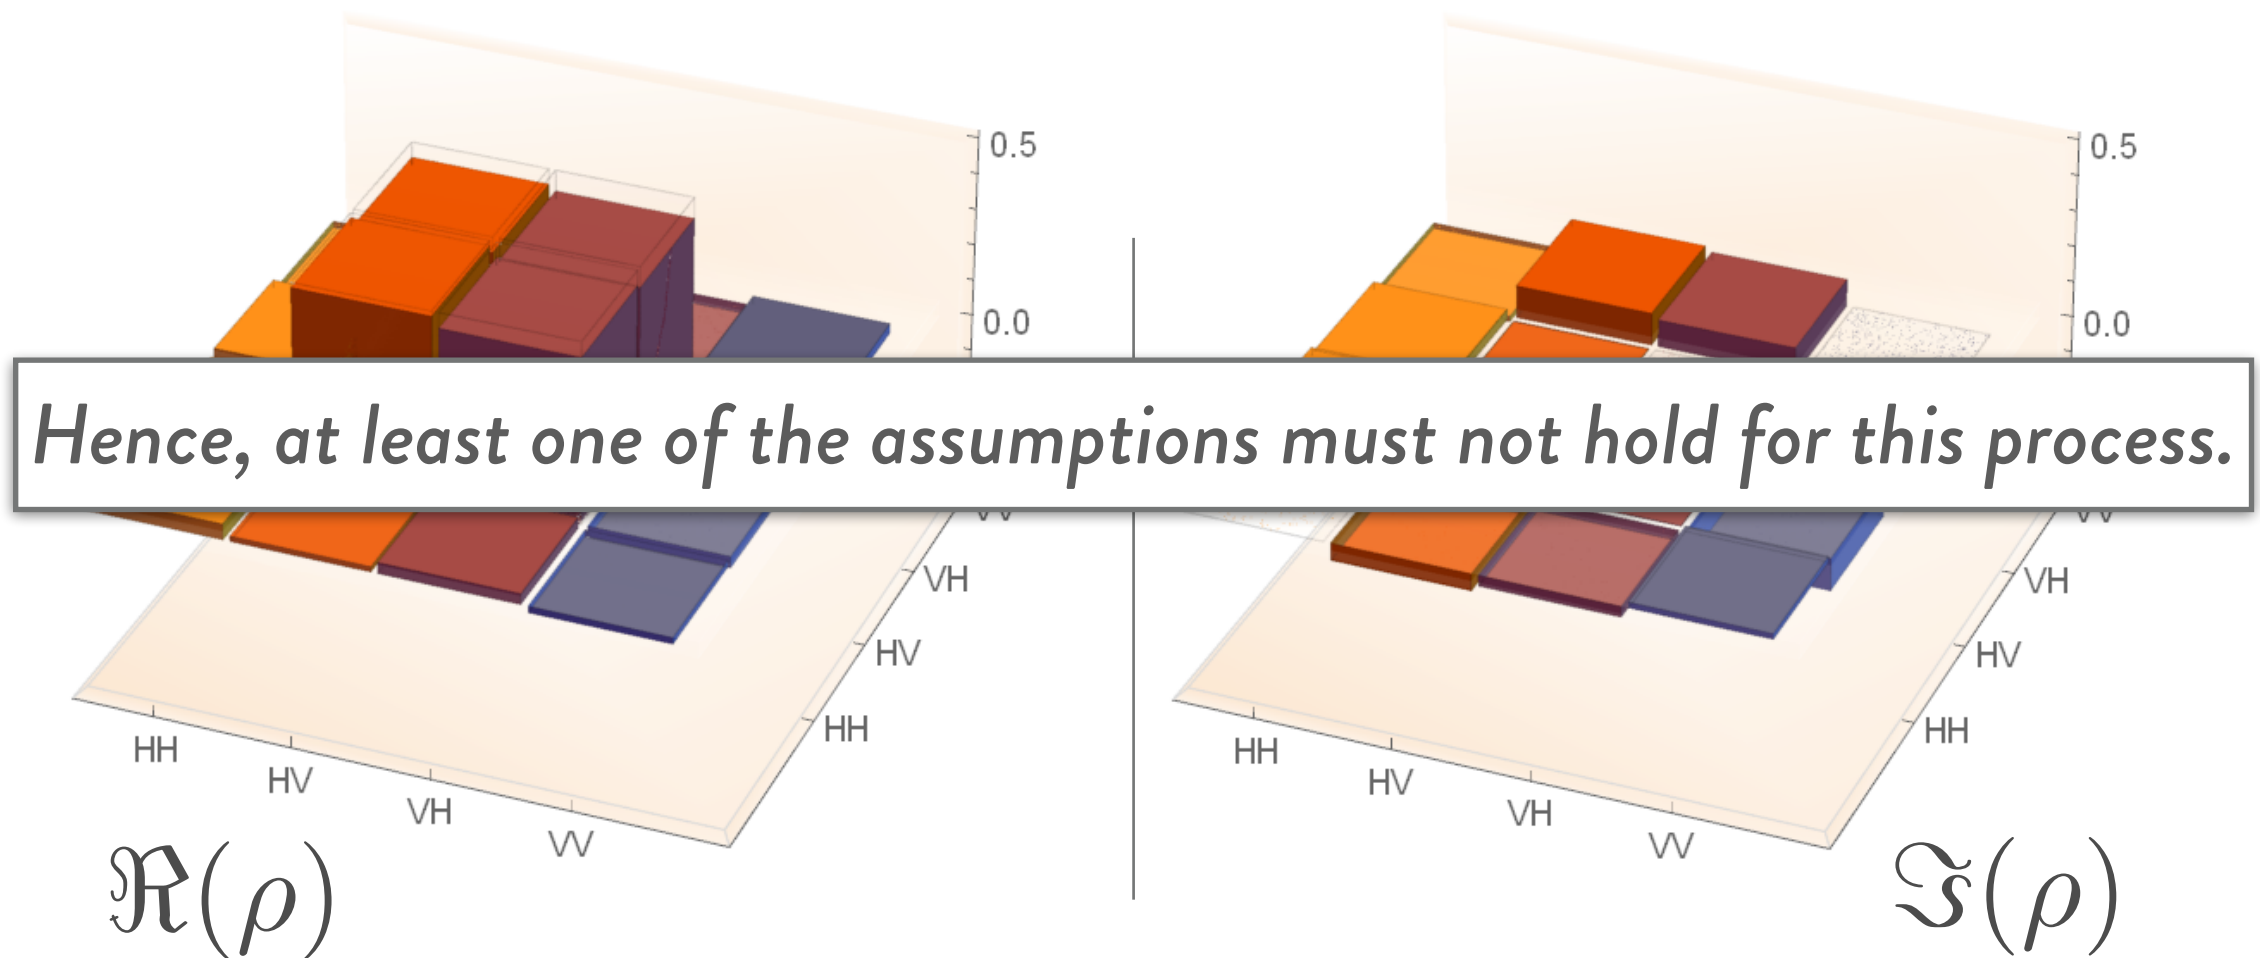 0.5
0.0
VH
HV
HH
HH
HV
VH
VV
ℜ(ρ)
0.5
0.0
VV
VH
HV
HH
HH
HV
VH
VV
ℑ(ρ)
Hence, at least one of the assumptions must not hold for this process.